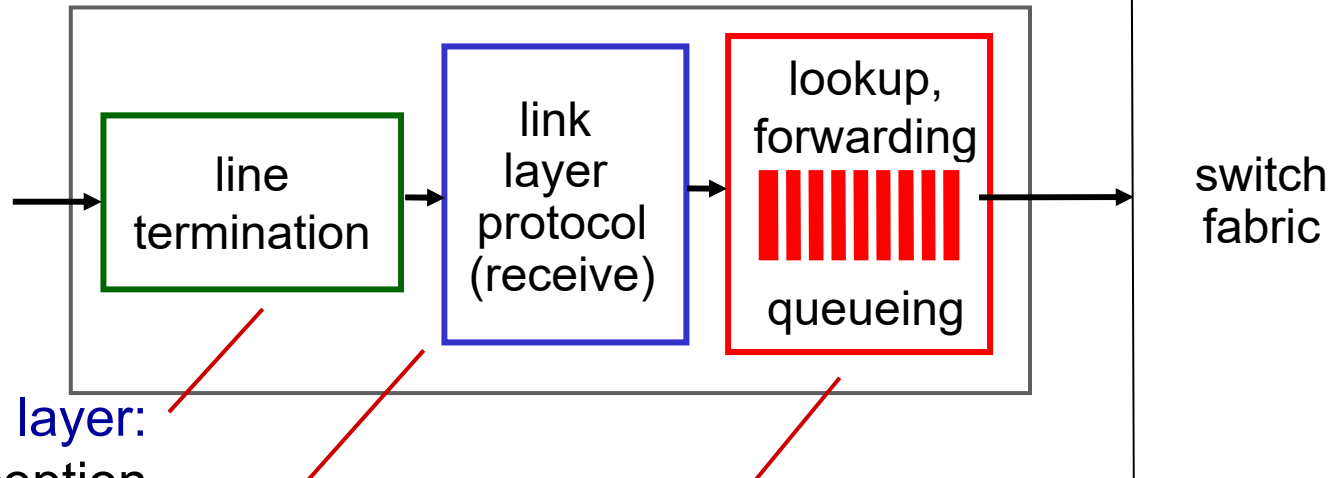 line
termination
link
layer
protocol
(receive)
lookup,
forwarding
queueing
switch
fabric
layer: